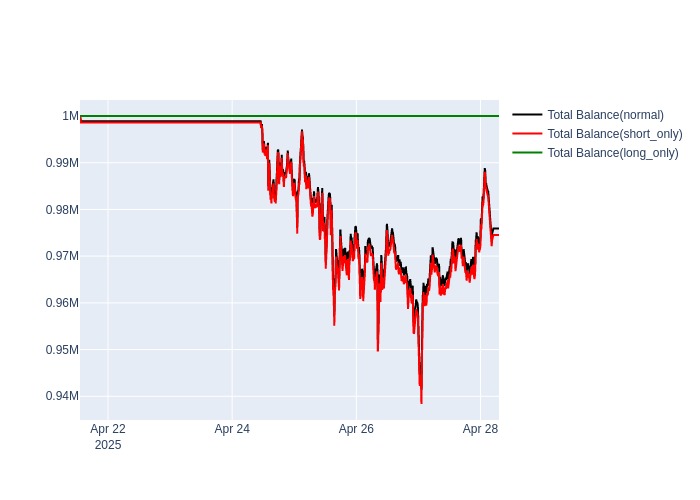 1M
0.99M
0.98M
0.97M
0.96M
0.95M
0.94M
Apr 22
2025
Apr 24
Apr 26
Apr 28
Total Balance(normal)
Total Balance(short_only)
Total Balance(long_only)